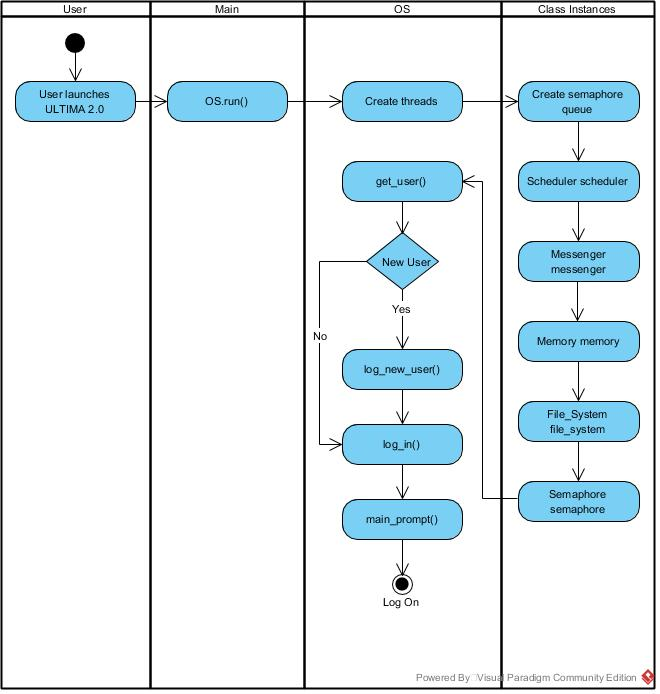 User
Main
OS
Class Instances
User launches
ULTIMA 2.0
OS.run()
Create threads
Create semaphore
queue
get_user()
Scheduler scheduler
New User
Messenger
messenger
Yes
No
Memory memory
log_new_user()
File_System
file_system
log_in()
Semaphore
semaphore
main_prompt()
Log On
Powered By Visual Paradigm Community Edition